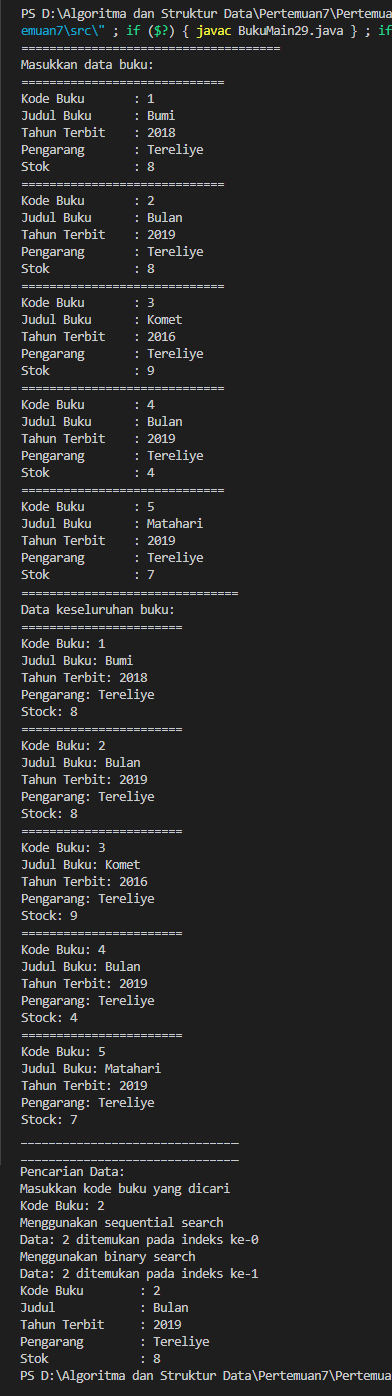 PS D:\Algoritma dan Struktur Data\Pertemuan7\Pertemua
emuan7\src\" ; if ($?) { javac BukuMain29.java } ; if
=====================================
Masukkan data buku:
=============================
Kode Buku       : 1
Judul Buku      : Bumi
Tahun Terbit    : 2018
Pengarang       : Tereliye
Stok            : 8
=============================
Kode Buku       : 2
Judul Buku      : Bulan
Tahun Terbit    : 2019
Pengarang       : Tereliye
Stok            : 8
=============================
Kode Buku       : 3
Judul Buku      : Komet
Tahun Terbit    : 2016
Pengarang       : Tereliye
Stok            : 9
=============================
Kode Buku       : 4
Judul Buku      : Bulan
Tahun Terbit    : 2019
Pengarang       : Tereliye
Stok            : 4
=============================
Kode Buku       : 5
Judul Buku      : Matahari
Tahun Terbit    : 2019
Pengarang       : Tereliye
Stok            : 7
===============================
Data keseluruhan buku:
=======================
Kode Buku: 1
Judul Buku: Bumi
Tahun Terbit: 2018
Pengarang: Tereliye
Stock: 8
=======================
Kode Buku: 2
Judul Buku: Bulan
Tahun Terbit: 2019
Pengarang: Tereliye
Stock: 8
=======================
Kode Buku: 3
Judul Buku: Komet
Tahun Terbit: 2016
Pengarang: Tereliye
Stock: 9
=======================
Kode Buku: 4
Judul Buku: Bulan
Tahun Terbit: 2019
Pengarang: Tereliye
Stock: 4
=======================
Kode Buku: 5
Judul Buku: Matahari
Tahun Terbit: 2019
Pengarang: Tereliye
Stock: 7
_______________________________
_______________________________
Pencarian Data:
Masukkan kode buku yang dicari
Kode Buku: 2
Menggunakan sequential search
Data: 2 ditemukan pada indeks ke-0
Menggunakan binary search
Data: 2 ditemukan pada indeks ke-1
Kode Buku        : 2
Judul            : Bulan
Tahun Terbit     : 2019
Pengarang        : Tereliye
Stok             : 8
PS D:\Algoritma dan Struktur Data\Pertemuan7\Pertemua